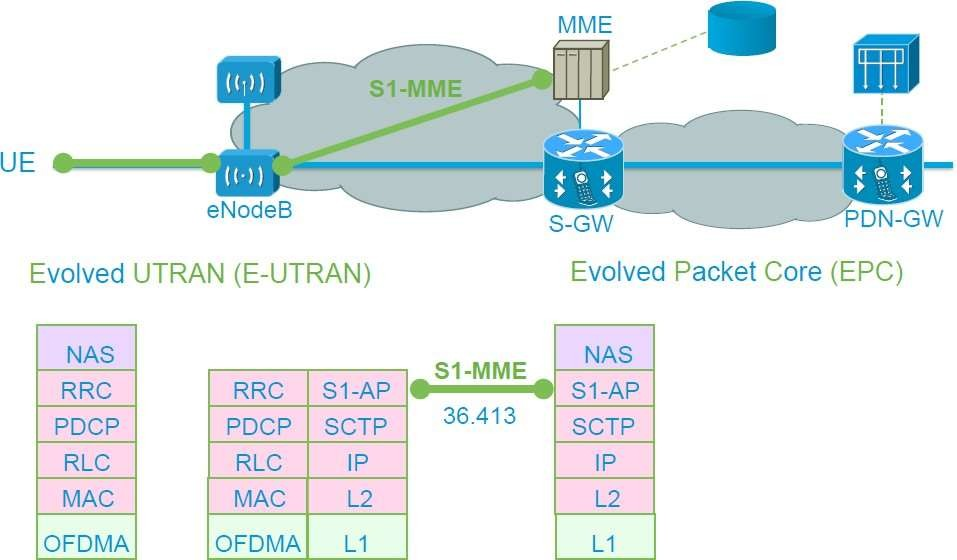 MME
S1-MME
UE
eNodeB
S-GW
PDN-GW
Evolved UTRAN (E-UTRAN)
Evolved Packet Core (EPC)
NAS
RRC
PDCP
RLC
MAC
OFDMA
RRC S1-AP
PDCP SCTP
RLC IP
MAC L2
OFDMA L1
S1-MME
36.413
NAS
S1-AP
SCTP
IP
L2
L1